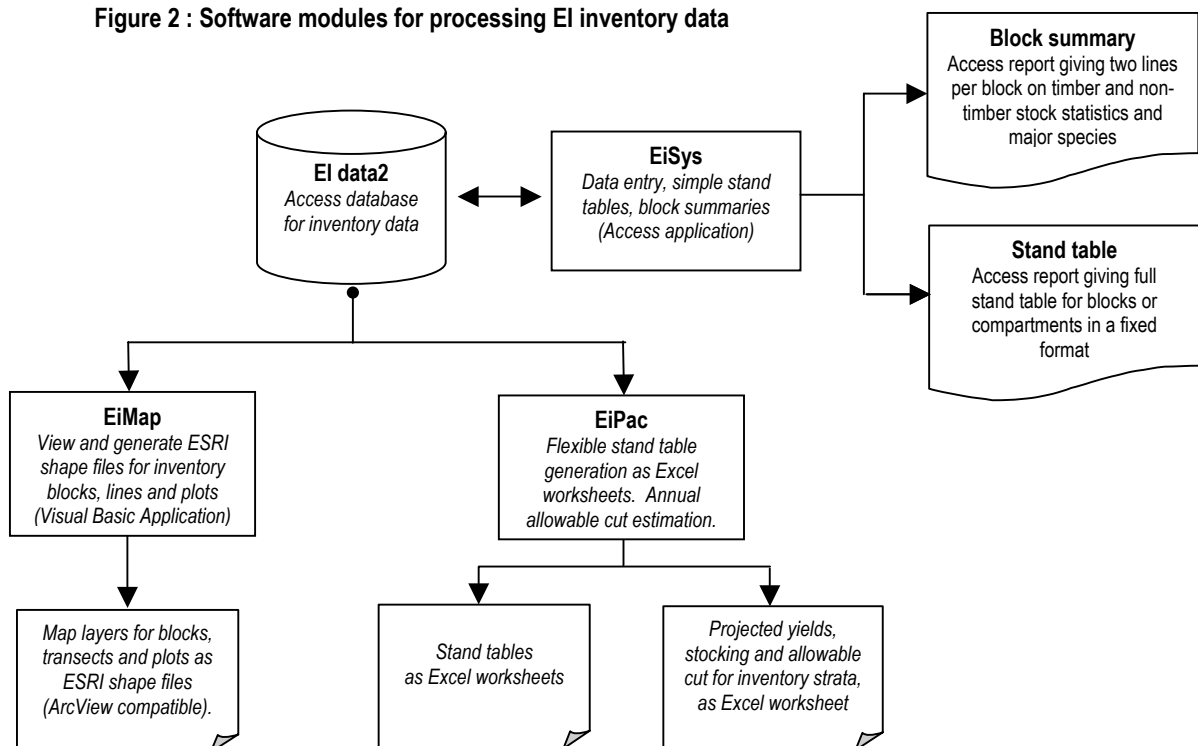 Figure 2 : Software modules for processing EI inventory data
Block summary
Access report giving two lines
per block on timber and non-
timber stock statistics and
major species
EI data2
Access database
for inventory data
EiSys
Data entry, simple stand
tables, block summaries
(Access application)
Stand table
Access report giving full
stand table for blocks or
compartments in a fixed
format
EiMap
View and generate ESRI
shape files for inventory
blocks, lines and plots
(Visual Basic Application)
EiPac
Flexible stand table
generation as Excel
worksheets. Annual
allowable cut estimation.
Map layers for blocks,
transects and plots as
ESRI shape files
(ArcView compatible).
Stand tables
as Excel worksheets
Projected yields,
stocking and allowable
cut for inventory strata,
as Excel worksheet